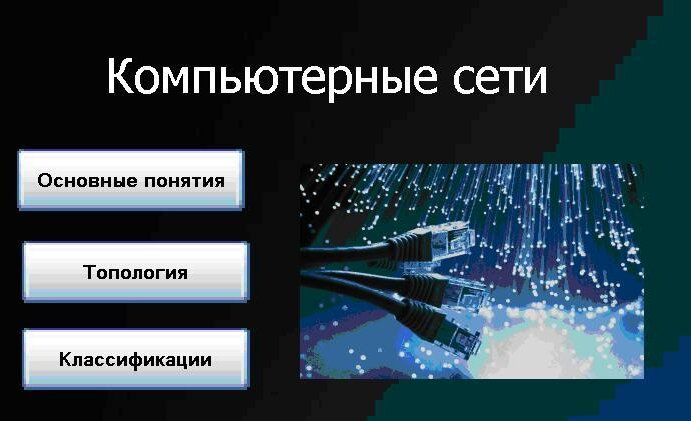 Компьютерные сети
Основные понятия
Топология
Классификации